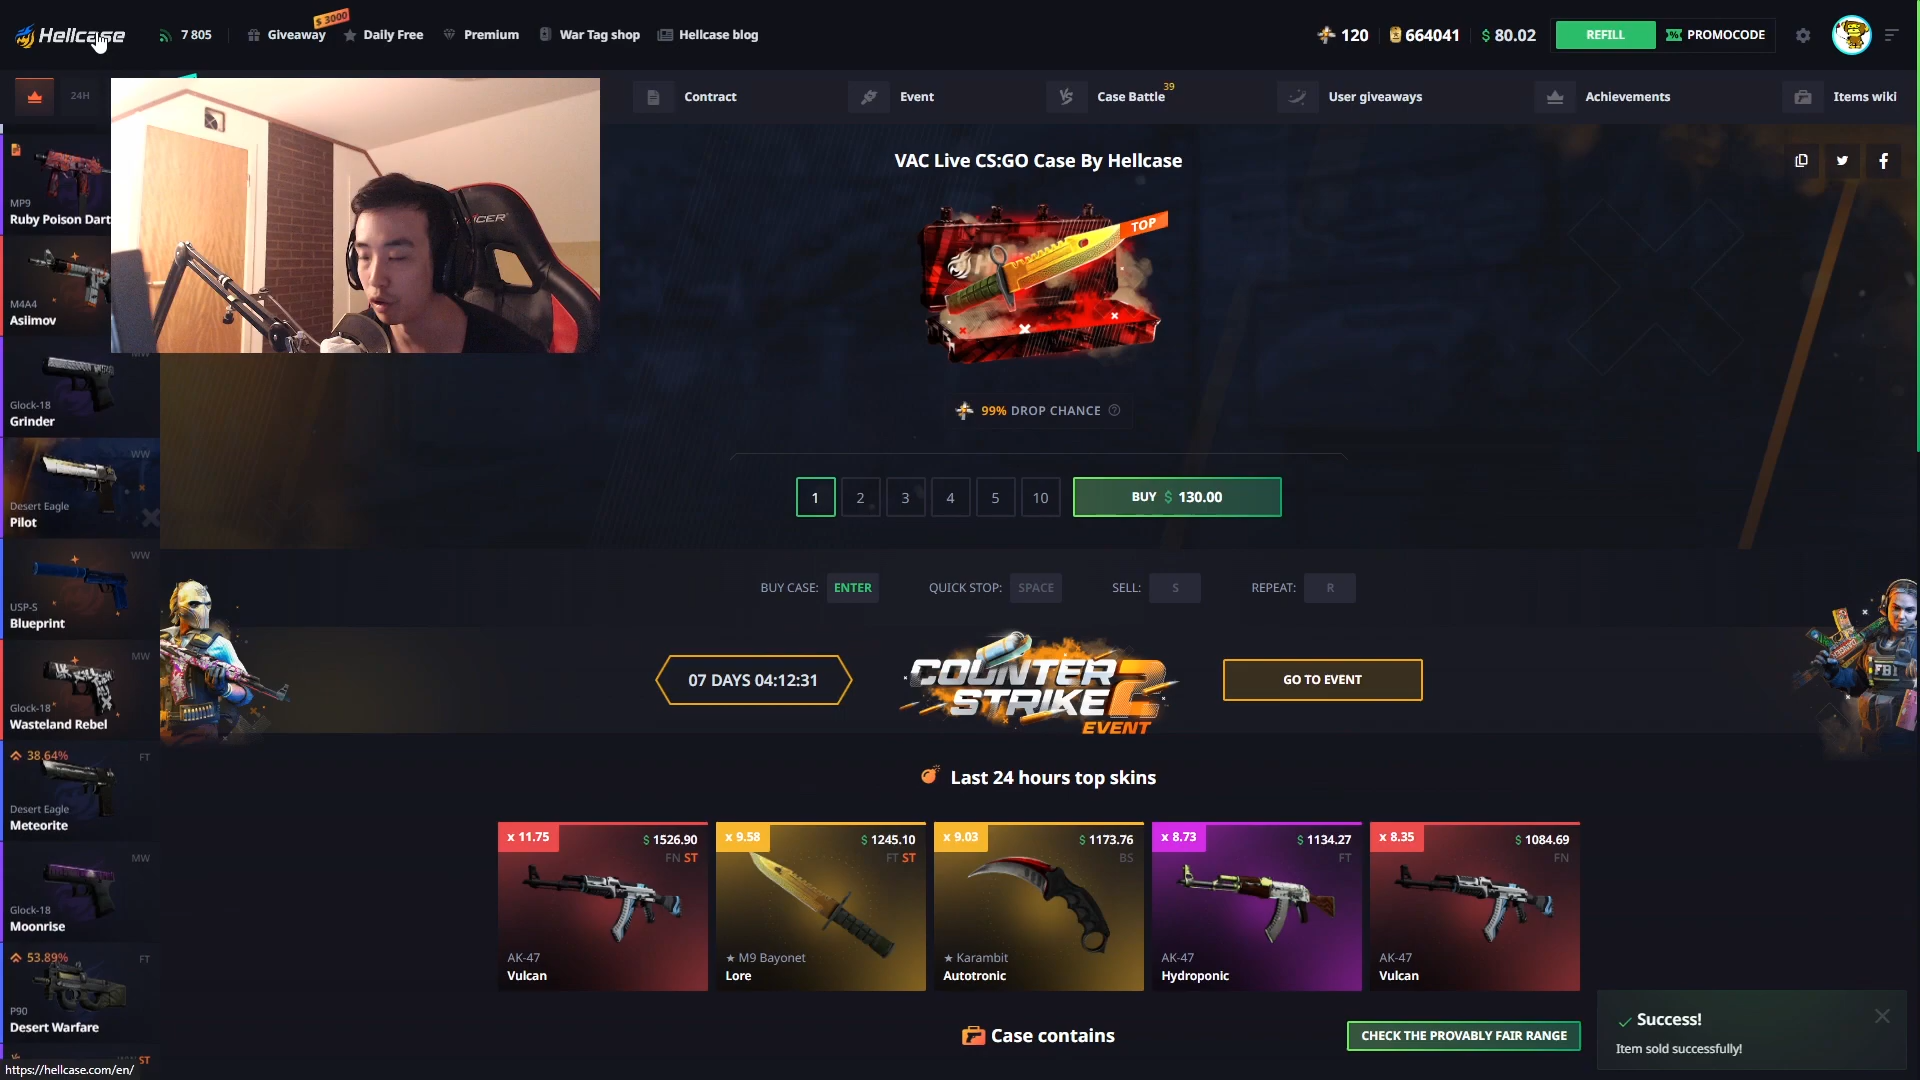 Hellcase
7 805
Giveaway
$ 3000
Daily Free
Premium
War Tag shop
Hellcase blog
120
664041
$ 80.02
REFILL
PROMOCODE
24H
Contract
Event
Case Battle
39
User giveaways
Achievements
Items wiki
MP9
Ruby Poison Dart
M4A4
Asiimov
MW
Glock-18
Grinder
WW
Desert Eagle
Pilot
WW
USP-S
Blueprint
MW
Glock-18
Wasteland Rebel
38.64%
FT
Desert Eagle
Meteorite
MW
Glock-18
Moonrise
53.89%
FT
P90
Desert Warfare
ST
https://hellcase.com/en/
VAC Live CS:GO Case By Hellcase
TOP
99% DROP CHANCE
1 2 3 4 5 10
BUY $ 130.00
BUY CASE: ENTER
QUICK STOP: SPACE
SELL: S
REPEAT: R
07 DAYS 04:12:31
COUNTER
STRIKE 2
EVENT
GO TO EVENT
FBI
Last 24 hours top skins
x 11.75
$ 1526.90
FN ST
AK-47
Vulcan
x 9.58
$ 1245.10
FT ST
★ M9 Bayonet
Lore
x 9.03
$ 1173.76
BS
★ Karambit
Autotronic
x 8.73
$ 1134.27
FT
AK-47
Hydroponic
x 8.35
$ 1084.69
FN
AK-47
Vulcan
Case contains
CHECK THE PROVABLY FAIR RANGE
Success!
Item sold successfully!